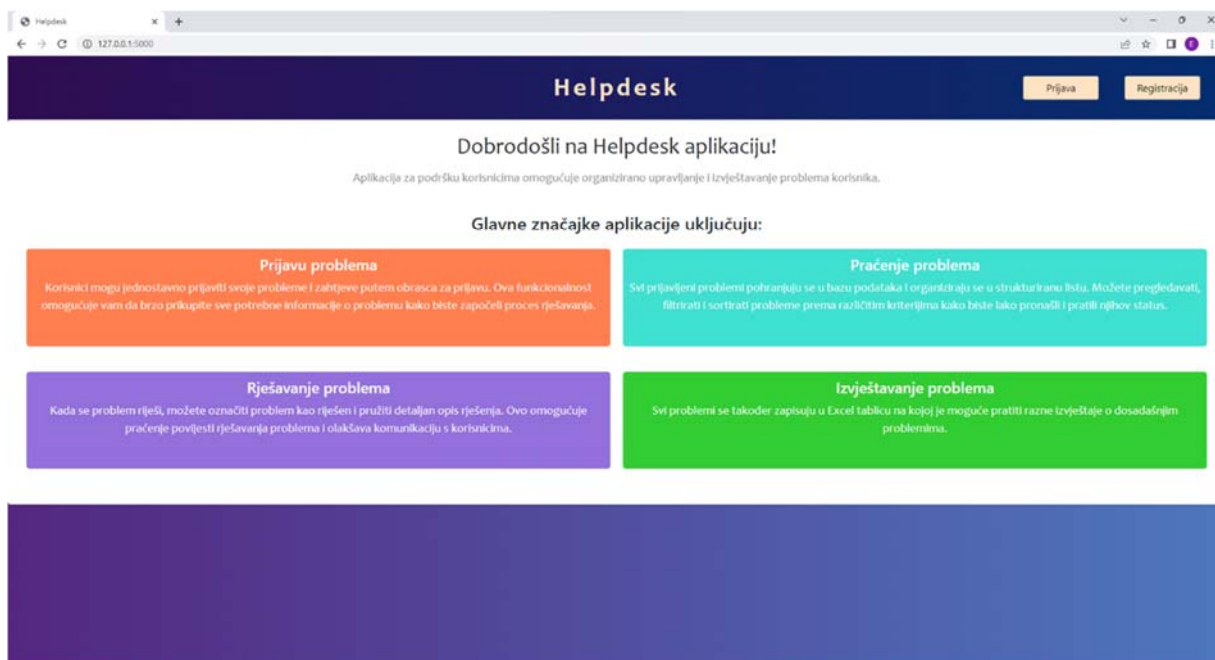 Helpdesk
127.0.0.1:5000
E
Helpdesk
Prijava
Registracija
Dobrodošli na Helpdesk aplikaciju!
Aplikacija za podršku korisnicima omogućuje organizirano upravljanje i izvještavanje problema korisnika.
Glavne značajke aplikacije uključuju:
Prijavu problema
Korisnici mogu jednostavno prijaviti svoje probleme i zahtjeve putem obrasca za prijavu. Ova funkcionalnost
omogućuje vam da brzo prikupite sve potrebne informacije o problemu kako biste započeli proces rješavanja.
Praćenje problema
Svi prijavljeni problemi pohranjuju se u bazu podataka i organiziraju se u strukturiranu listu. Možete pregledavati,
filtrirati i sortirati probleme prema različitim kriterijima kako biste lako pronašli i pratili njihov status.
Rješavanje problema
Kada se problem riješi, možete označiti problem kao riješen i pružiti detaljan opis rješenja. Ovo omogućuje
praćenje povijesti rješavanja problema i olakšava komunikaciju s korisnicima.
Izvještavanje problema
Svi problemi se također zapisuju u Excel tablicu na kojoj je moguće pratiti razne izvještaje o dosadašnjim
problemima.